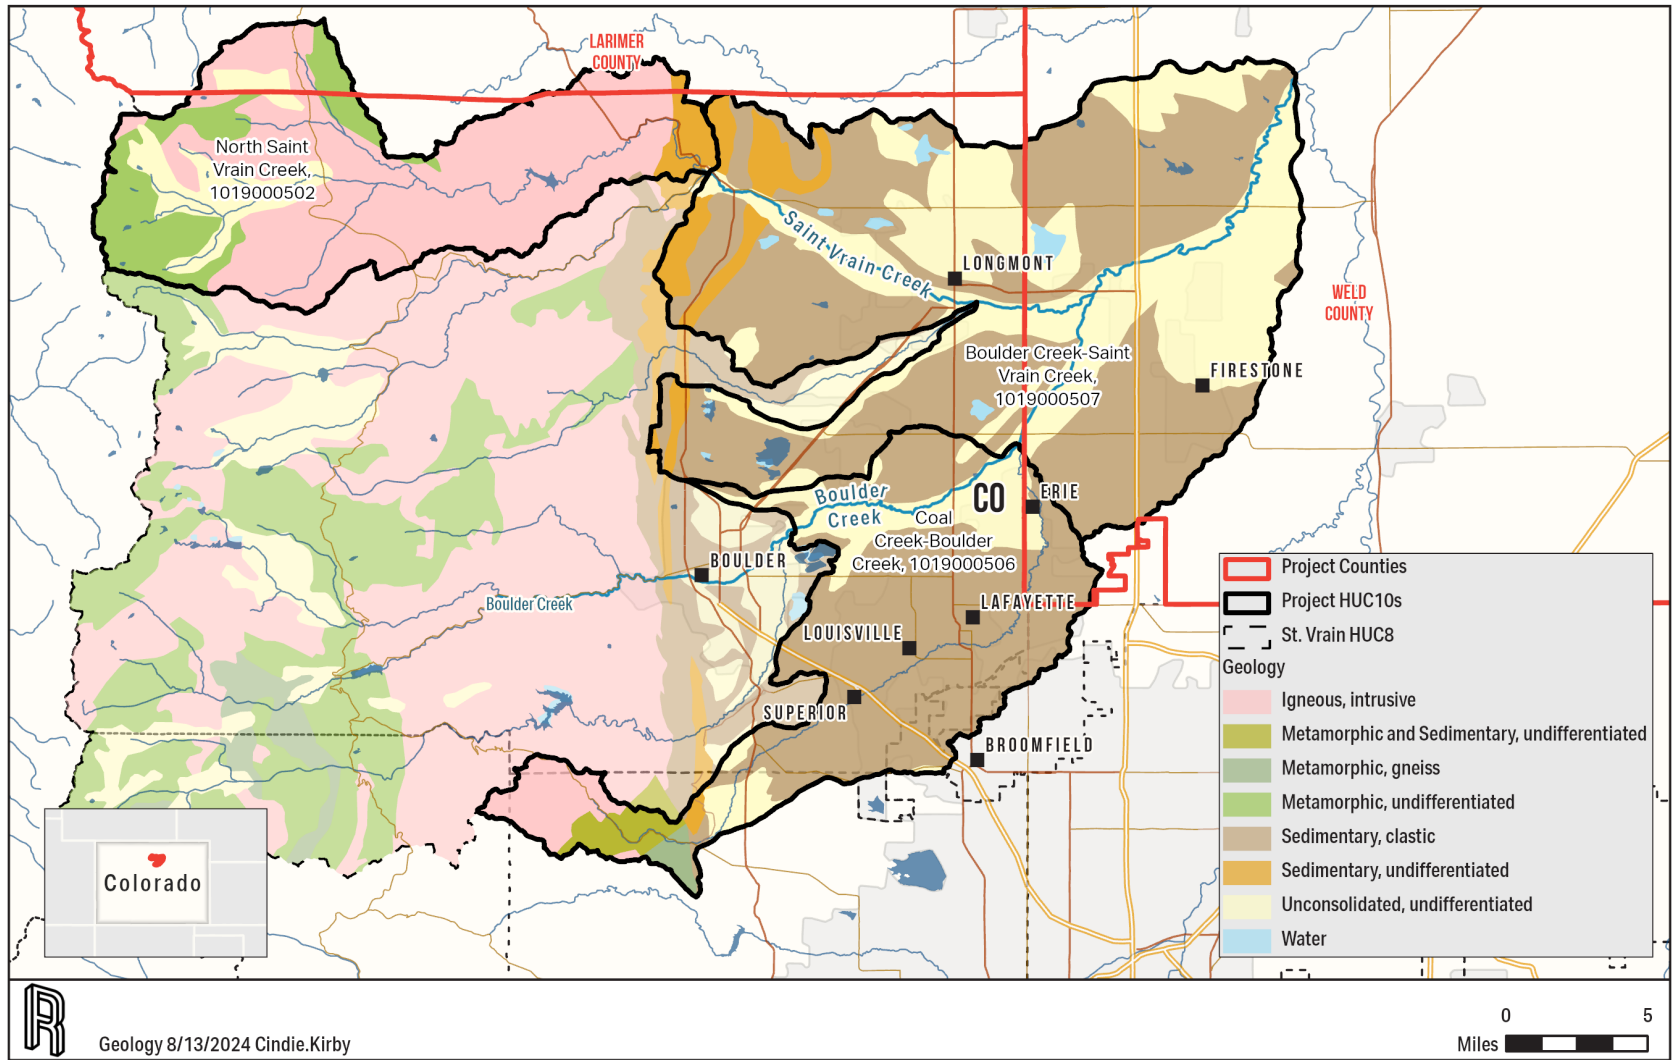 LARIMER
COUNTY
North Saint
Vrain Creek,
1019000502
Saint Vrain Creek
LONGMONT
WELD
COUNTY
Boulder Creek-Saint
Vrain Creek,
1019000507
FIRESTONE
Boulder
Creek
CO
ERIE
Coal
Creek-Boulder
Creek, 1019000506
BOULDER
Boulder Creek
LAFAYETTE
LOUISVILLE
SUPERIOR
BROOMFIELD
Project Counties
Project HUC10s
St. Vrain HUC8
Geology
Igneous, intrusive
Metamorphic and Sedimentary, undifferentiated
Metamorphic, gneiss
Metamorphic, undifferentiated
Sedimentary, clastic
Sedimentary, undifferentiated
Unconsolidated, undifferentiated
Water
Colorado
R
Geology 8/13/2024 Cindie.Kirby
0 5
Miles